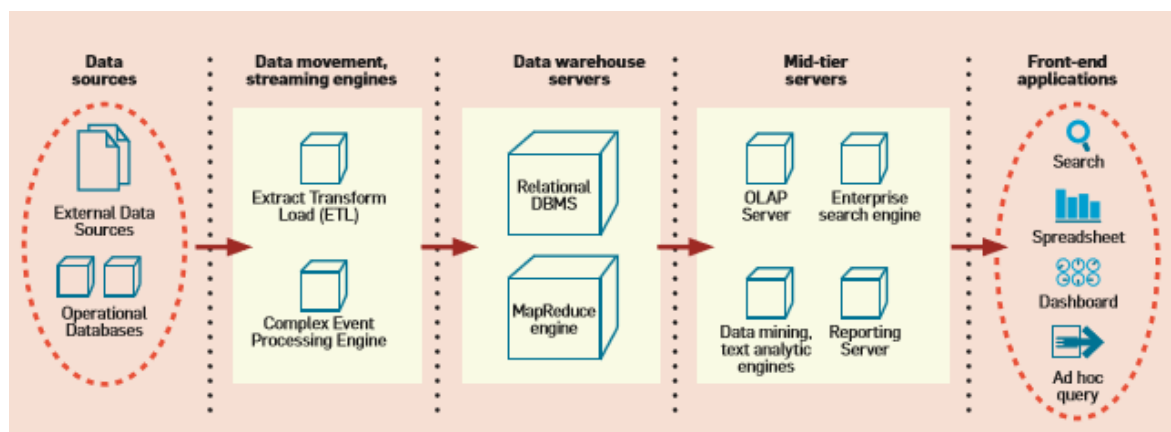 Data
sources
Data movement,
streaming engines
Data warehouse
servers
Mid-tier
servers
Front-end
applications
External Data
Sources
Operational
Databases
Extract Transform
Load (ETL)
Complex Event
Processing Engine
Relational
DBMS
MapReduce
engine
OLAP
Server
Enterprise
search engine
Data mining,
text analytic
engines
Reporting
Server
Search
Spreadsheet
Dashboard
Ad hoc
query